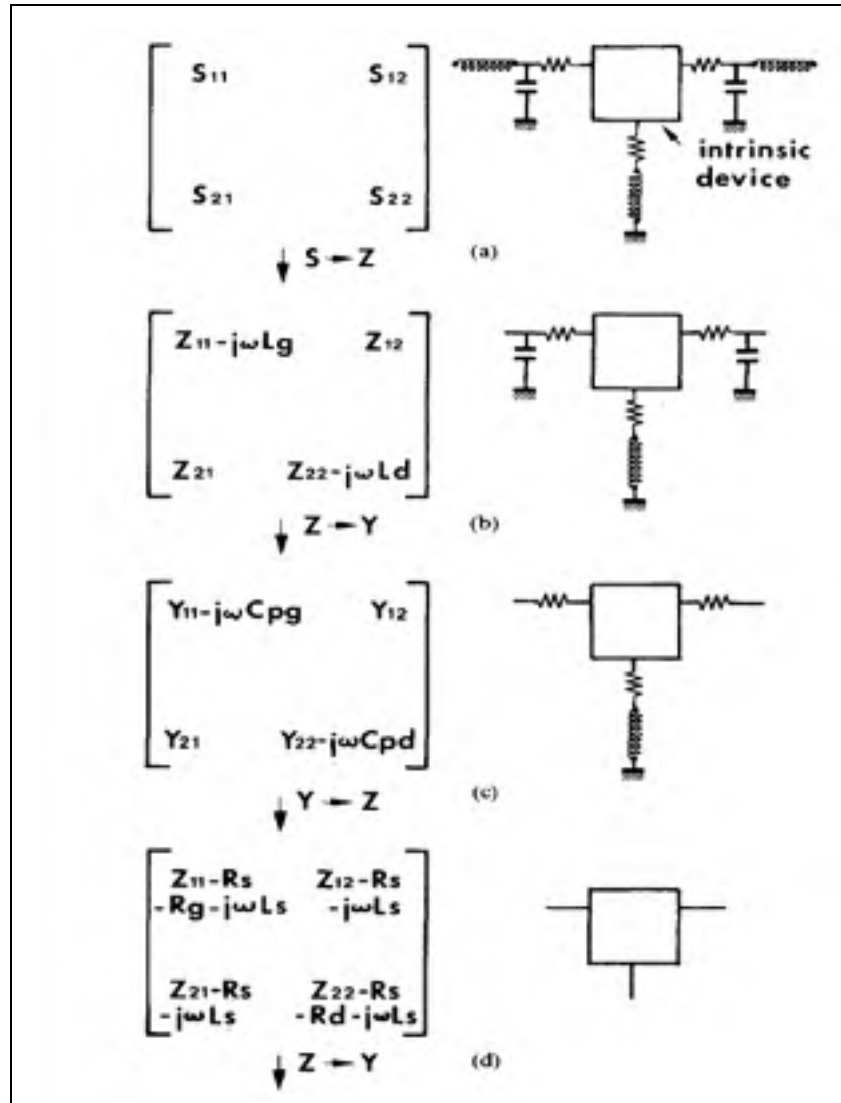 S11 S12
intrinsic
device
S21 S22
(a)
S → Z
Z11-jωLg Z12
Z21 Z22-jωLd
Z → Y (b)
Y11-jωCpg Y12
Y21 Y22-jωCpd
Y → Z (c)
Z11-Rs Z12-Rs
-Rg-jωLs -jωLs
Z21-Rs Z22-Rs
-jωLs -Rd-jωLs
Z → Y (d)